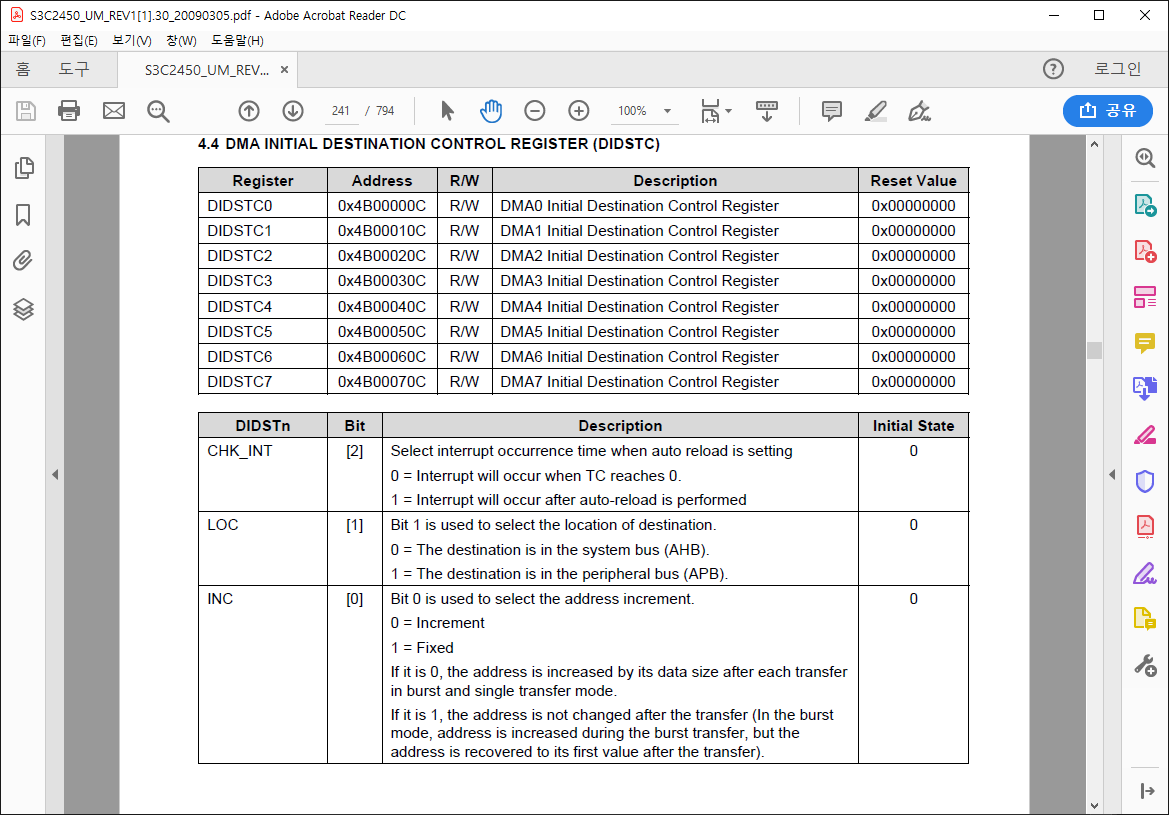 S3C2450_UM_REV1[1].30_20090305.pdf - Adobe Acrobat Reader DC
파일(F) 편집(E) 보기(V) 창(W) 도움말(H)
홈 도구 S3C2450_UM_REV... × ? 로그인
241 / 794 100% 공유
4.4 DMA INITIAL DESTINATION CONTROL REGISTER (DIDSTC)
Register Address R/W Description Reset Value
DIDSTC0 0x4B00000C R/W DMA0 Initial Destination Control Register 0x00000000
DIDSTC1 0x4B00010C R/W DMA1 Initial Destination Control Register 0x00000000
DIDSTC2 0x4B00020C R/W DMA2 Initial Destination Control Register 0x00000000
DIDSTC3 0x4B00030C R/W DMA3 Initial Destination Control Register 0x00000000
DIDSTC4 0x4B00040C R/W DMA4 Initial Destination Control Register 0x00000000
DIDSTC5 0x4B00050C R/W DMA5 Initial Destination Control Register 0x00000000
DIDSTC6 0x4B00060C R/W DMA6 Initial Destination Control Register 0x00000000
DIDSTC7 0x4B00070C R/W DMA7 Initial Destination Control Register 0x00000000
DIDSTn Bit Description Initial State
CHK_INT [2] Select interrupt occurrence time when auto reload is setting 0
0 = Interrupt will occur when TC reaches 0.
1 = Interrupt will occur after auto-reload is performed
LOC [1] Bit 1 is used to select the location of destination. 0
0 = The destination is in the system bus (AHB).
1 = The destination is in the peripheral bus (APB).
INC [0] Bit 0 is used to select the address increment. 0
0 = Increment
1 = Fixed
If it is 0, the address is increased by its data size after each transfer
in burst and single transfer mode.
If it is 1, the address is not changed after the transfer (In the burst
mode, address is increased during the burst transfer, but the
address is recovered to its first value after the transfer).